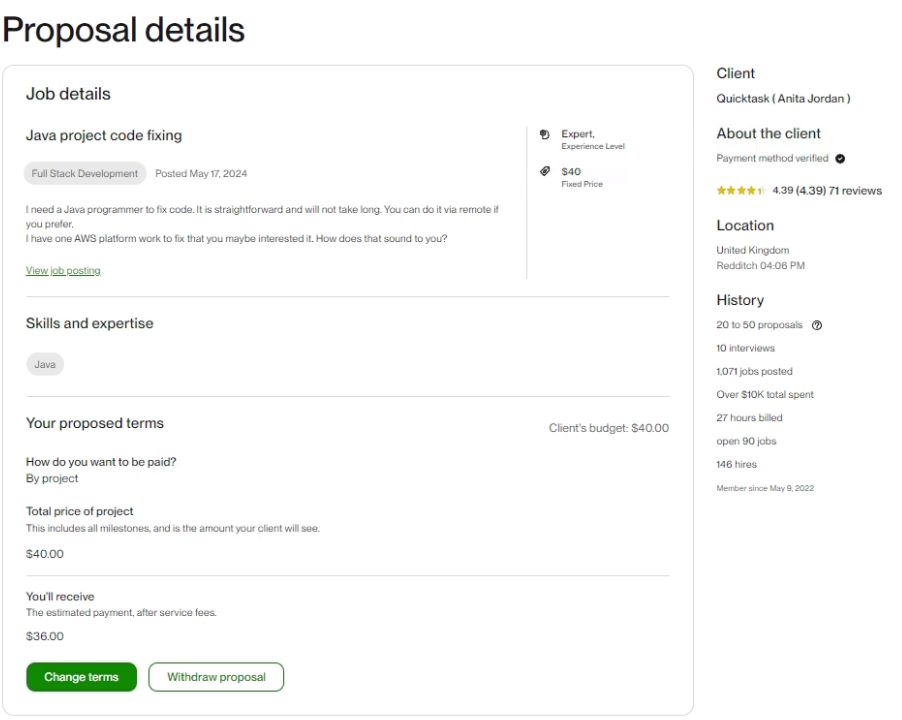 Proposal details
Job details
Java project code fixing
Full Stack Development
Posted May 17, 2024
I need a Java programmer to fix code. It is straightforward and will not take long. You can do it via remote if
you prefer.
I have one AWS platform work to fix that you maybe interested it. How does that sound to you?
View job posting
Expert,
Experience Level
$40
Fixed Price
Skills and expertise
Java
Your proposed terms
Client's budget: $40.00
How do you want to be paid?
By project
Total price of project
This includes all milestones, and is the amount your client will see.
$40.00
You'll receive
The estimated payment, after service fees.
$36.00
Change terms
Withdraw proposal
Client
Quicktask ( Anita Jordan )
About the client
Payment method verified
4.39 (4.39) 71 reviews
Location
United Kingdom
Redditch 04:06 PM
History
20 to 50 proposals
10 interviews
1,071 jobs posted
Over $10K total spent
27 hours billed
open 90 jobs
146 hires
Member since May 9, 2022